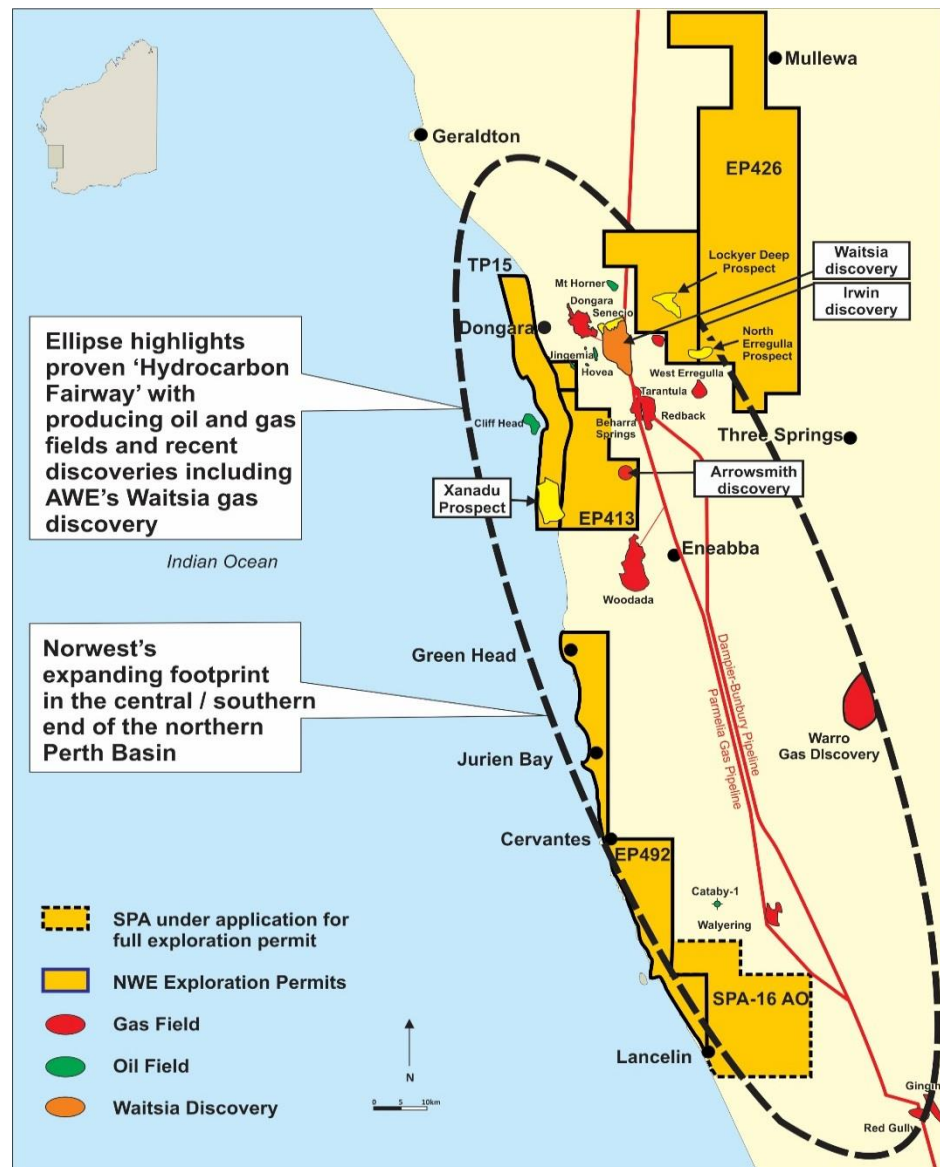 Mullewa
Geraldton
EP426
TP15
Lockyer Deep
Prospect
Waitsia
discovery
Irwin
discovery
Mt Horner
Dongara
Senecio
Dongara
North
Erregulla
Prospect
Jingemia
Hovea
West Erregulla
Tarantula
Redback
Beharra
Springs
Cliff Head
Three Springs
Ellipse highlights
proven ‘Hydrocarbon
Fairway’ with
producing oil and gas
fields and recent
discoveries including
AWE’s Waitsia gas
discovery
Xanadu
Prospect
Arrowsmith
discovery
EP413
Indian Ocean
Eneabba
Woodada
Norwest’s
expanding footprint
in the central / southern
end of the northern
Perth Basin
Green Head
Dampier-Bunbury Pipeline
Parmelia Gas Pipeline
Warro
Gas DIscovery
Jurien Bay
Cervantes
EP492
Cataby-1
Walyering
SPA-16 AO
Lancelin
Gingin
Red Gully
SPA under application for
full exploration permit
NWE Exploration Permits
Gas Field
Oil Field
Waitsia Discovery
N
0 5 10km